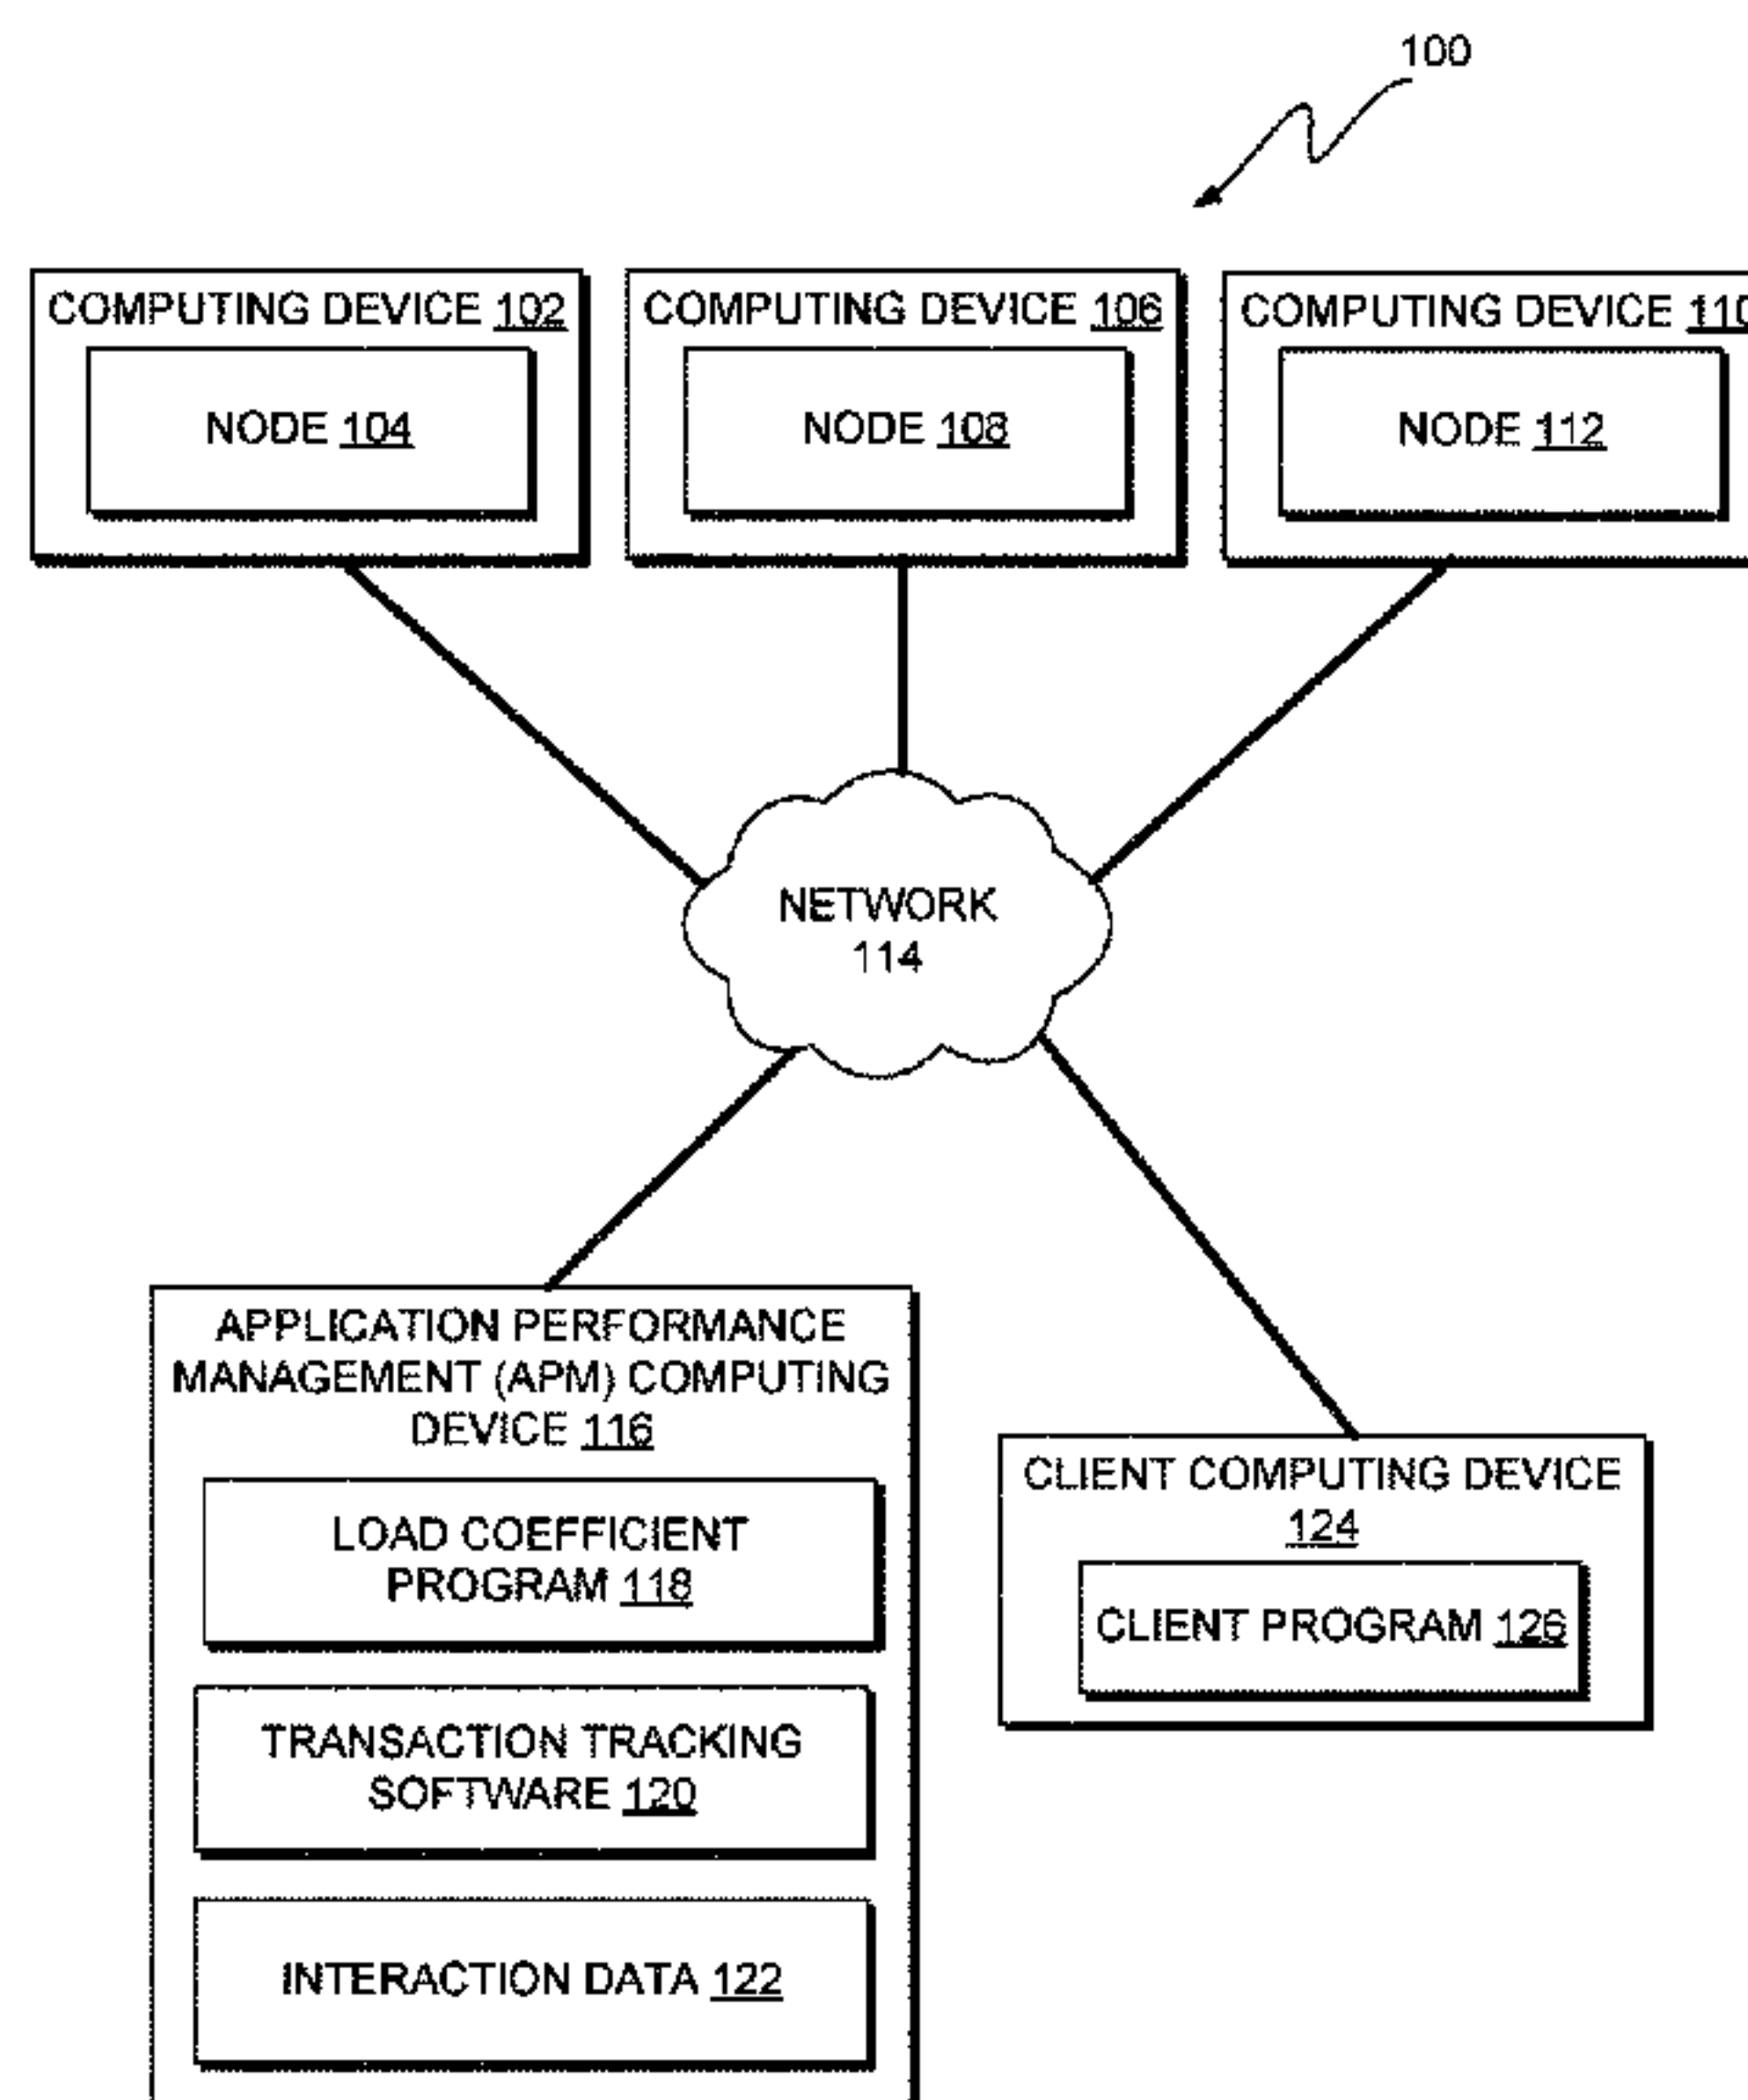 100
COMPUTING DEVICE 102
NODE 104
COMPUTING DEVICE 106
NODE 108
COMPUTING DEVICE 110
NODE 112
NETWORK
114
APPLICATION PERFORMANCE
MANAGEMENT (APM) COMPUTING
DEVICE 116
LOAD COEFFICIENT
PROGRAM 118
TRANSACTION TRACKING
SOFTWARE 120
INTERACTION DATA 122
CLIENT COMPUTING DEVICE
124
CLIENT PROGRAM 126